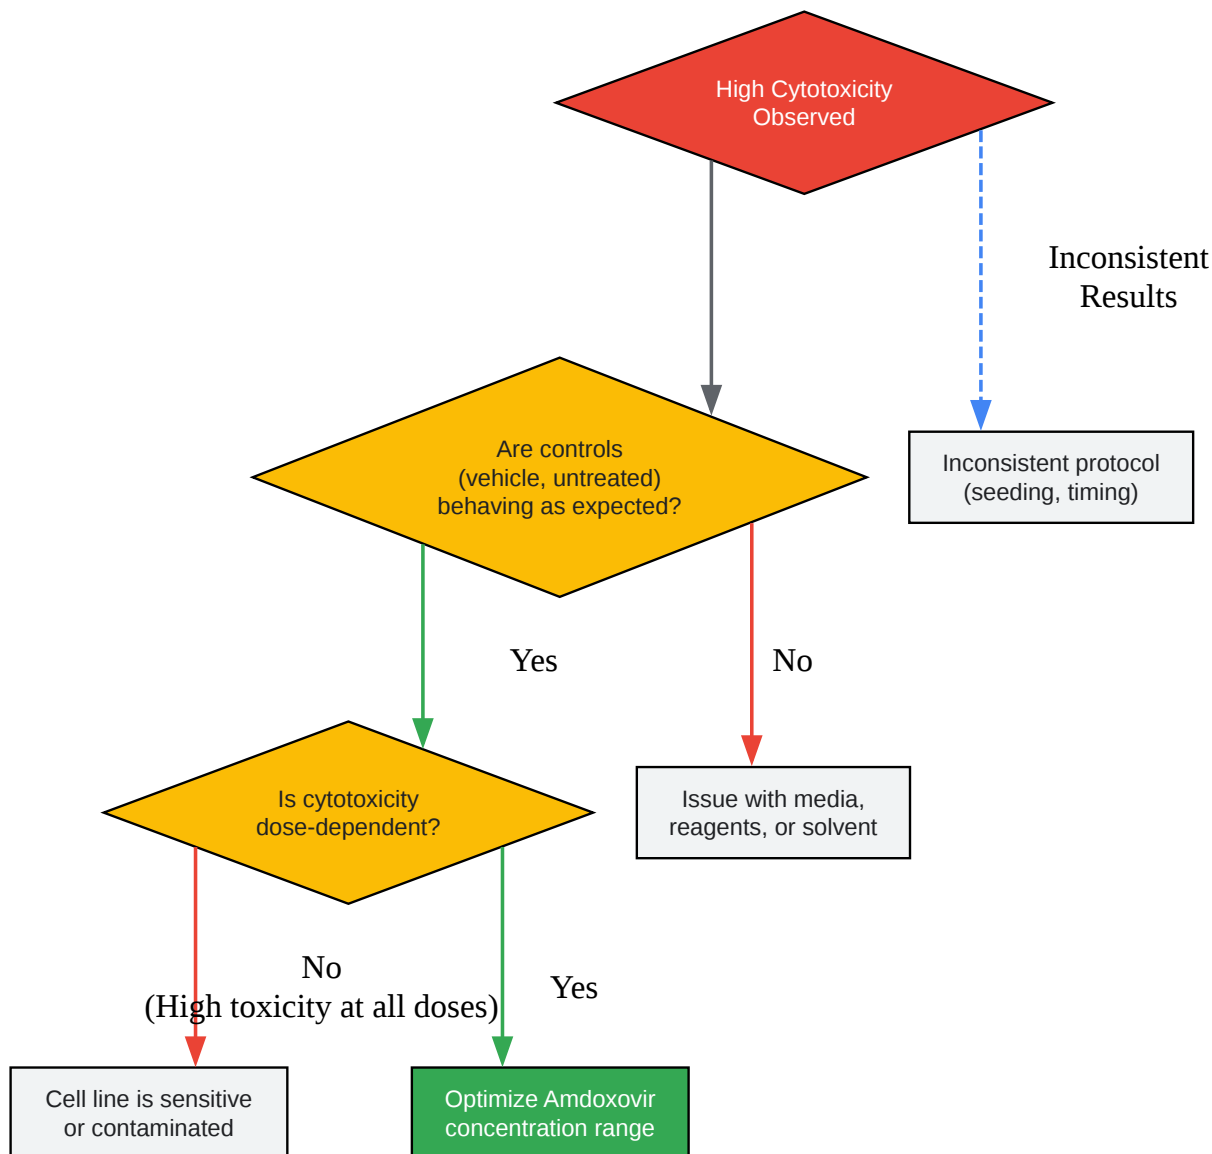 High Cytotoxicity
Observed
Inconsistent
Results
Are controls
(vehicle, untreated)
behaving as expected?
Inconsistent protocol
(seeding, timing)
Yes
No
Is cytotoxicity
dose-dependent?
Issue with media,
reagents, or solvent
No
(High toxicity at all doses)
Yes
Cell line is sensitive
or contaminated
Optimize Amdoxovir
concentration range